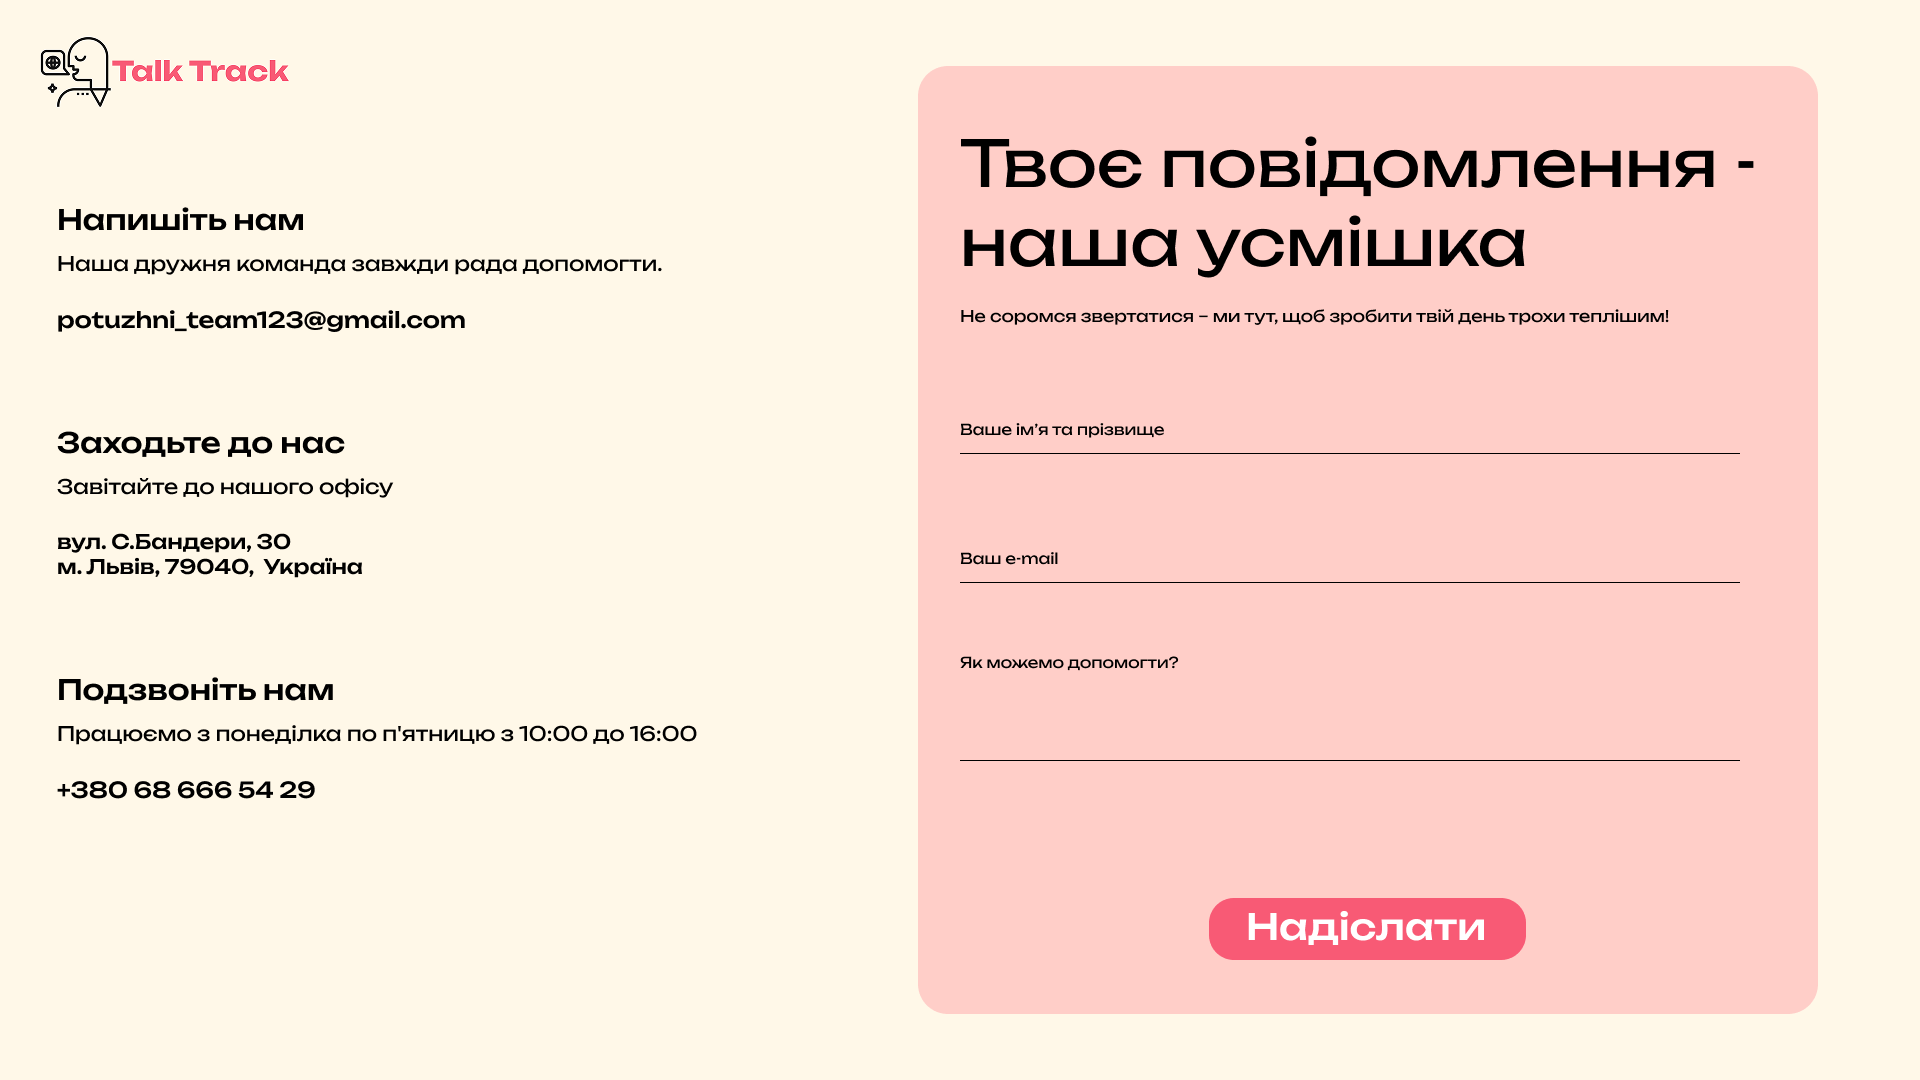 Talk Track
Напишіть нам
Наша дружня команда завжди рада допомогти.
potuzhni_team123@gmail.com
Заходьте до нас
Завітайте до нашого офісу
вул. С.Бандери, 30
м. Львів, 79040,  Україна
Подзвоніть нам
Працюємо з понеділка по п'ятницю з 10:00 до 16:00
+380 68 666 54 29
Твоє повідомлення -
наша усмішка
Не соромся звертатися – ми тут, щоб зробити твій день трохи теплішим!
Ваше ім’я та прізвище
Ваш e-mail
Як можемо допомогти?
Надіслати